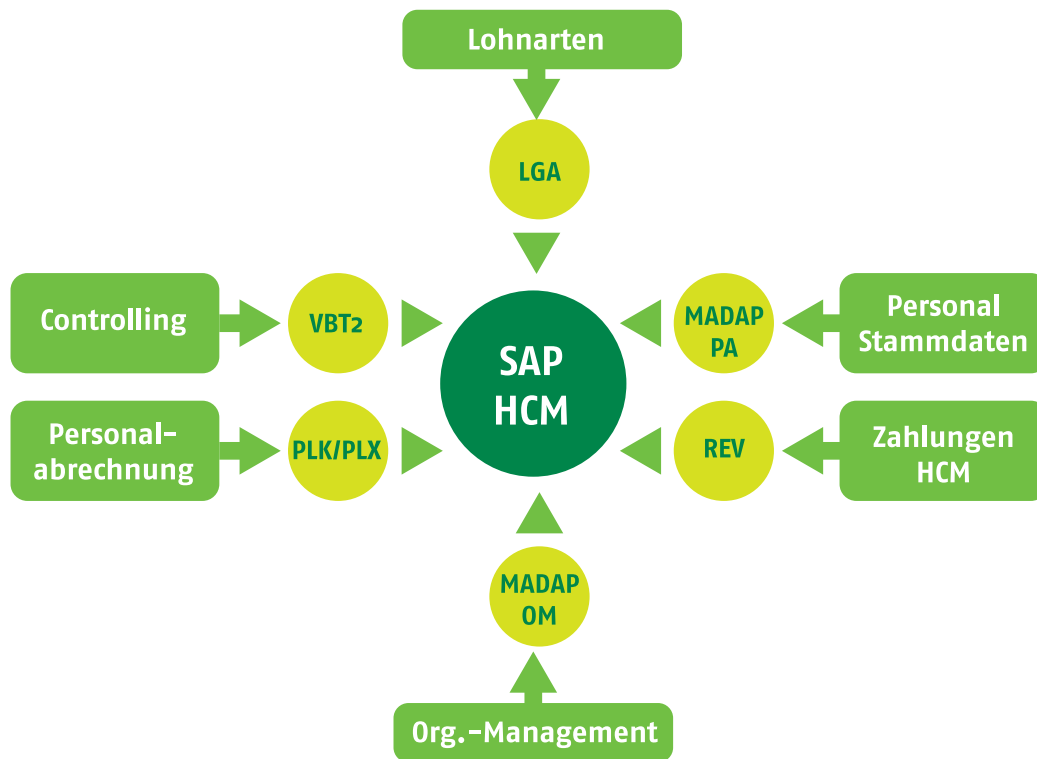 Lohnarten
LGA
Controlling
VBT2
MADAP
PA
Personal
Stammdaten
SAP
HCM
Personal-
abrechnung
PLK/PLX
REV
Zahlungen
HCM
MADAP
OM
Org.-Management